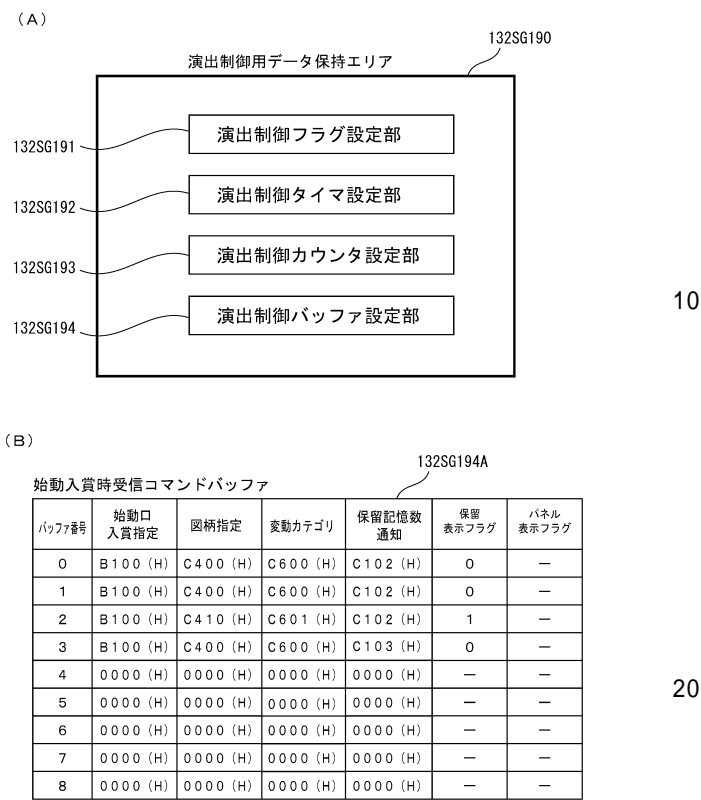 （A）
132SG190
演出制御用データ保持エリア
132SG191
演出制御フラグ設定部
132SG192
演出制御タイマ設定部
132SG193
演出制御カウンタ設定部
10
132SG194
演出制御バッファ設定部
（B）
132SG194A
始動入賞時受信コマンドバッファ
バッファ番号 始動口入賞指定 図柄指定 変動カテゴリ 保留記憶数通知 保留表示フラグ パネル表示フラグ
0 B100（H） C400（H） C600（H） C102（H） 0 ―
1 B100（H） C400（H） C600（H） C102（H） 0 ―
2 B100（H） C410（H） C601（H） C102（H） 1 ―
3 B100（H） C400（H） C600（H） C103（H） 0 ―
4 0000（H） 0000（H） 0000（H） 0000（H） ― ―
20
5 0000（H） 0000（H） 0000（H） 0000（H） ― ―
6 0000（H） 0000（H） 0000（H） 0000（H） ― ―
7 0000（H） 0000（H） 0000（H） 0000（H） ― ―
8 0000（H） 0000（H） 0000（H） 0000（H） ― ―